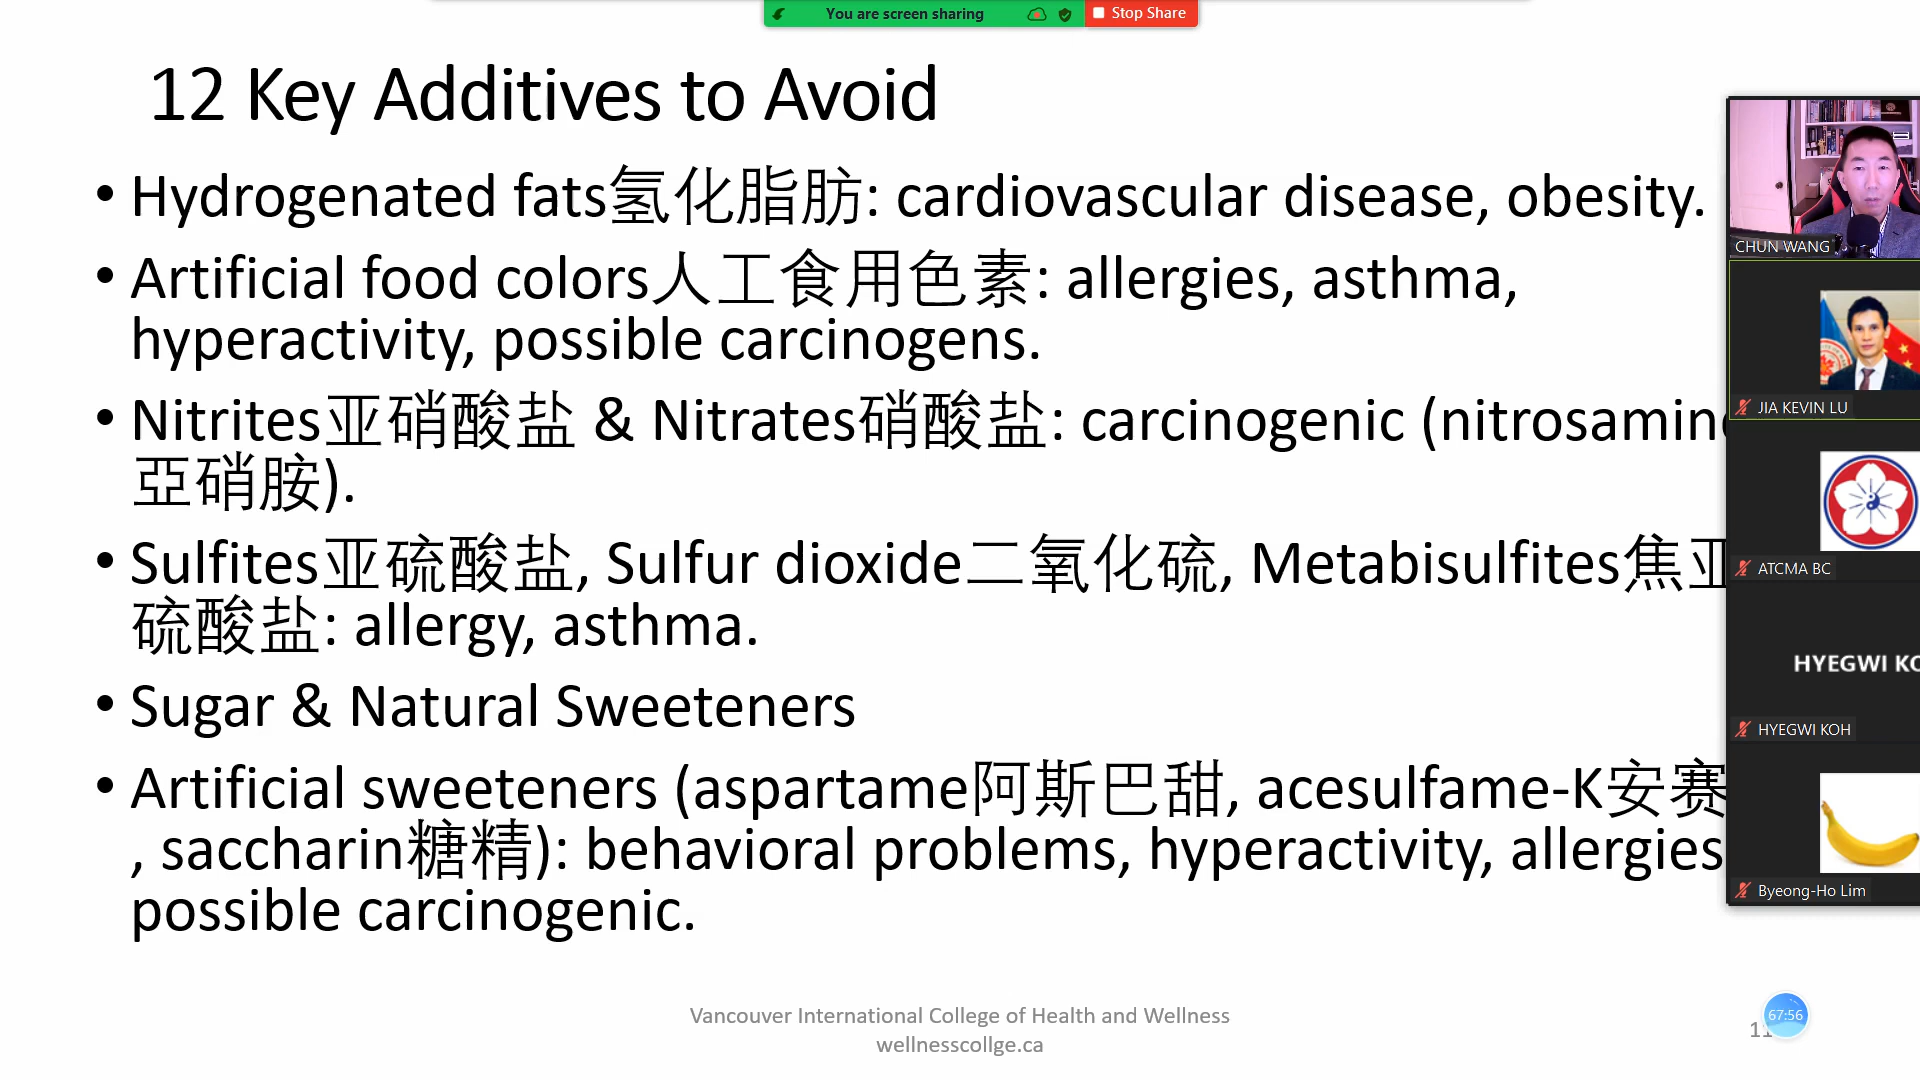 You are screen sharing
Stop Share
12 Key Additives to Avoid
• Hydrogenated fats氢化脂肪: cardiovascular disease, obesity.
• Artificial food colors人工食用色素: allergies, asthma,
hyperactivity, possible carcinogens.
• Nitrites亚硝酸盐 & Nitrates硝酸盐: carcinogenic
亞硝胺).
• Sulfites亚硫酸盐, Sulfur dioxide二氧化硫, Metabisulfites焦亚
硫酸盐: allergy, asthma.
• Sugar & Natural Sweeteners
• Artificial sweeteners (aspartame阿斯巴甜, acesulfame-K安赛
, saccharin糖精): behavioral problems, hyperactivity, allergies
possible carcinogenic.
Vancouver International College of Health and Wellness
wellnesscollge.ca
67:56
CHUN WANG
JIA KEVIN LU
ATCMA BC
HYEGWI
HYEGWI KOH
Byeong-Ho Lim